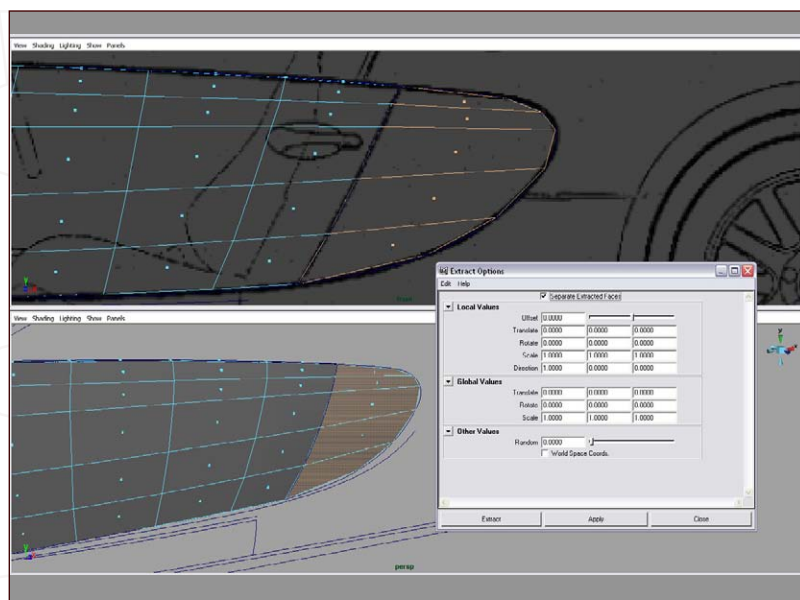 View Shading Lighting Show Panels
front
Extract Options
Edit Help
Separate Extracted Faces
Local Values
Offset 0.0000
Translate 0.0000 0.0000 0.0000
Rotate 0.0000 0.0000 0.0000
Scale 1.0000 1.0000 1.0000
Direction 1.0000 0.0000 0.0000
Global Values
Translate 0.0000 0.0000 0.0000
Rotate 0.0000 0.0000 0.0000
Scale 1.0000 1.0000 1.0000
Other Values
Random 0.0000
World Space Coords.
Extract Apply Close
View Shading Lighting Show Panels
y
y
persp